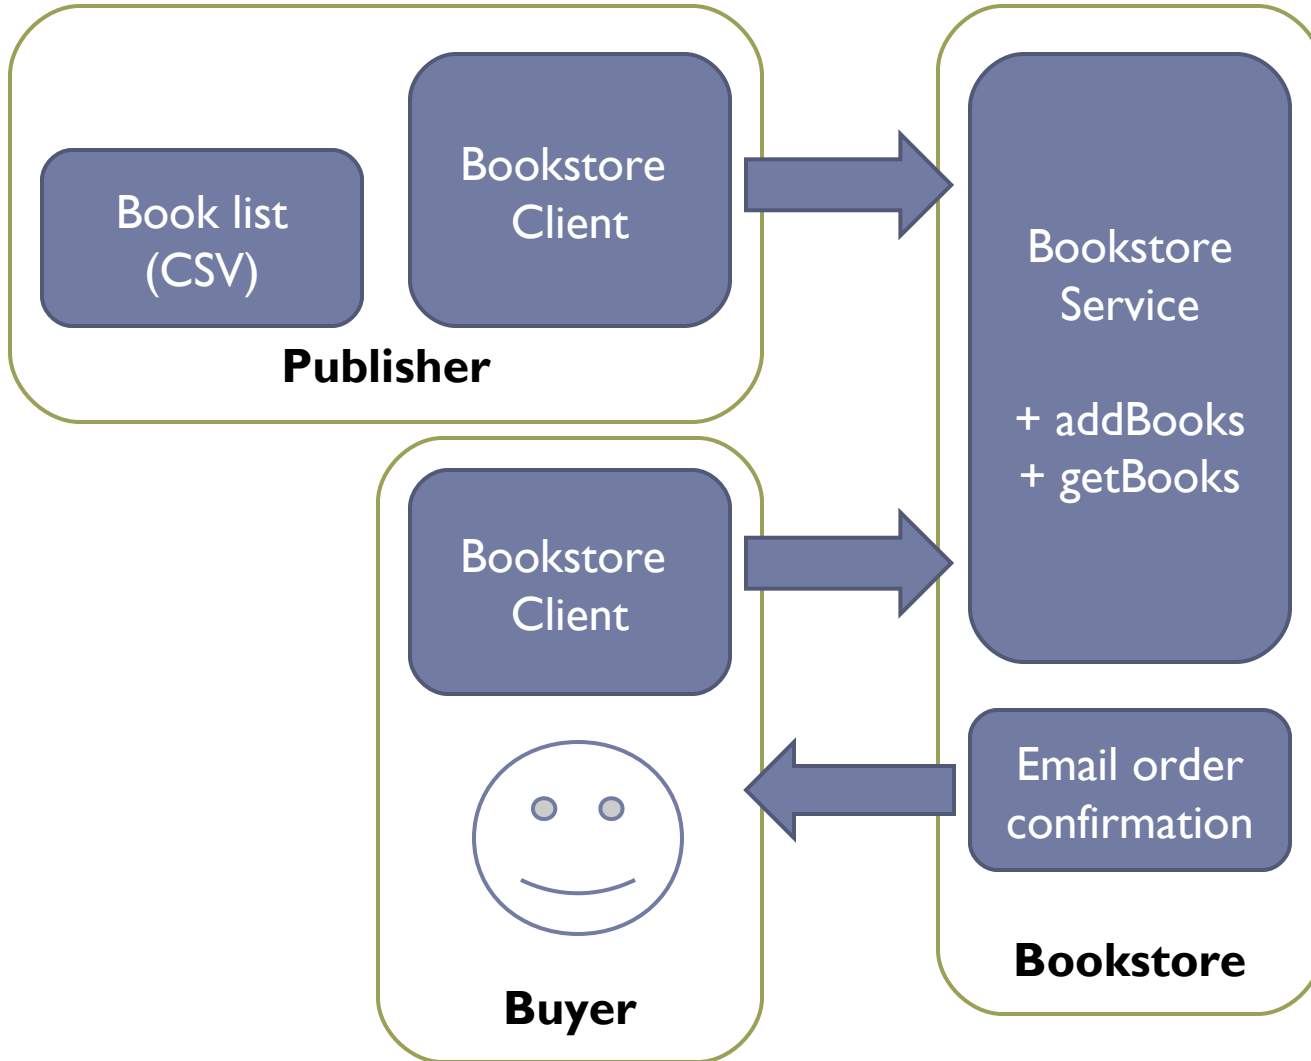 Book list
(CSV)
Bookstore
Client
Publisher
Bookstore
Client
Buyer
Bookstore
Service
+ addBooks
+ getBooks
Email order
confirmation
Bookstore